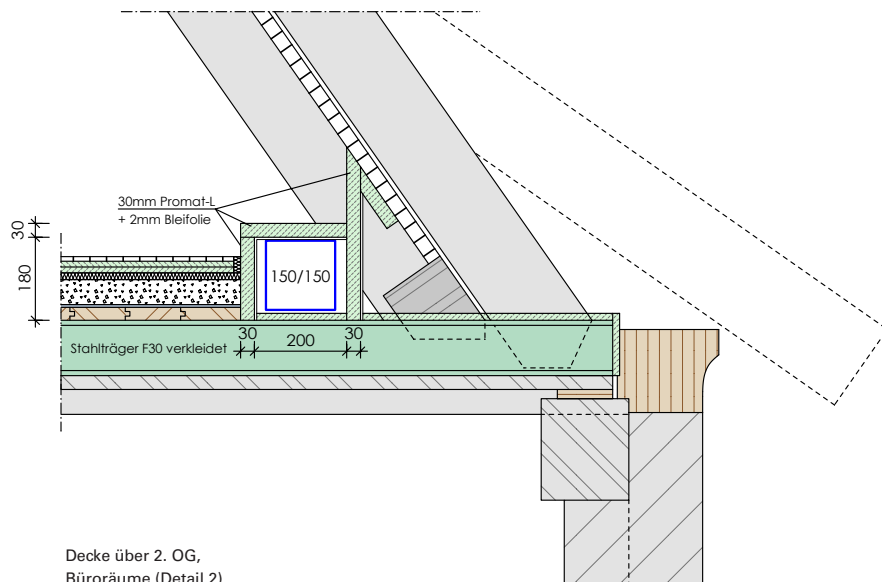 30mm Promat-L
+ 2mm Bleifolie
30
180
150/150
30
200
30
Stahlträger F30 verkleidet
Decke über 2. OG,
Büroräume (Detail 2)